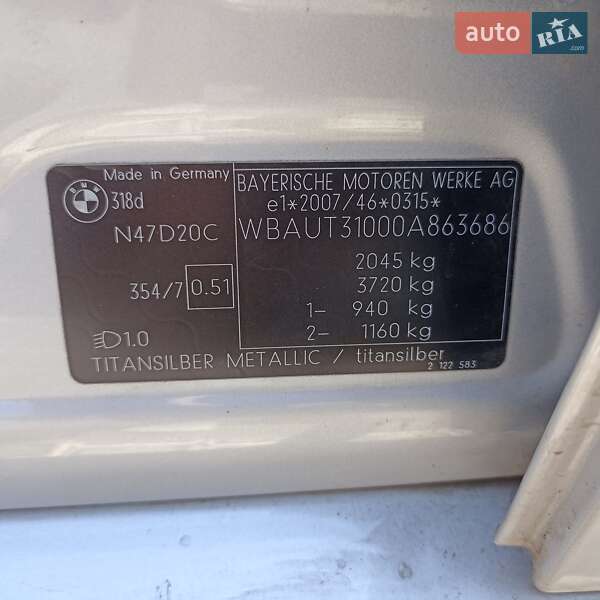 auto RIA.com
Made in Germany
BMW
318d
N47D20C
354/7 0.51
1.0
BAYERISCHE MOTOREN WERKE AG
e1*2007/46*0315*
WBAUT31000A863686
2045 kg
3720 kg
1- 940 kg
2- 1160 kg
TITANSILBER METALLIC / titansilber
2 122 583